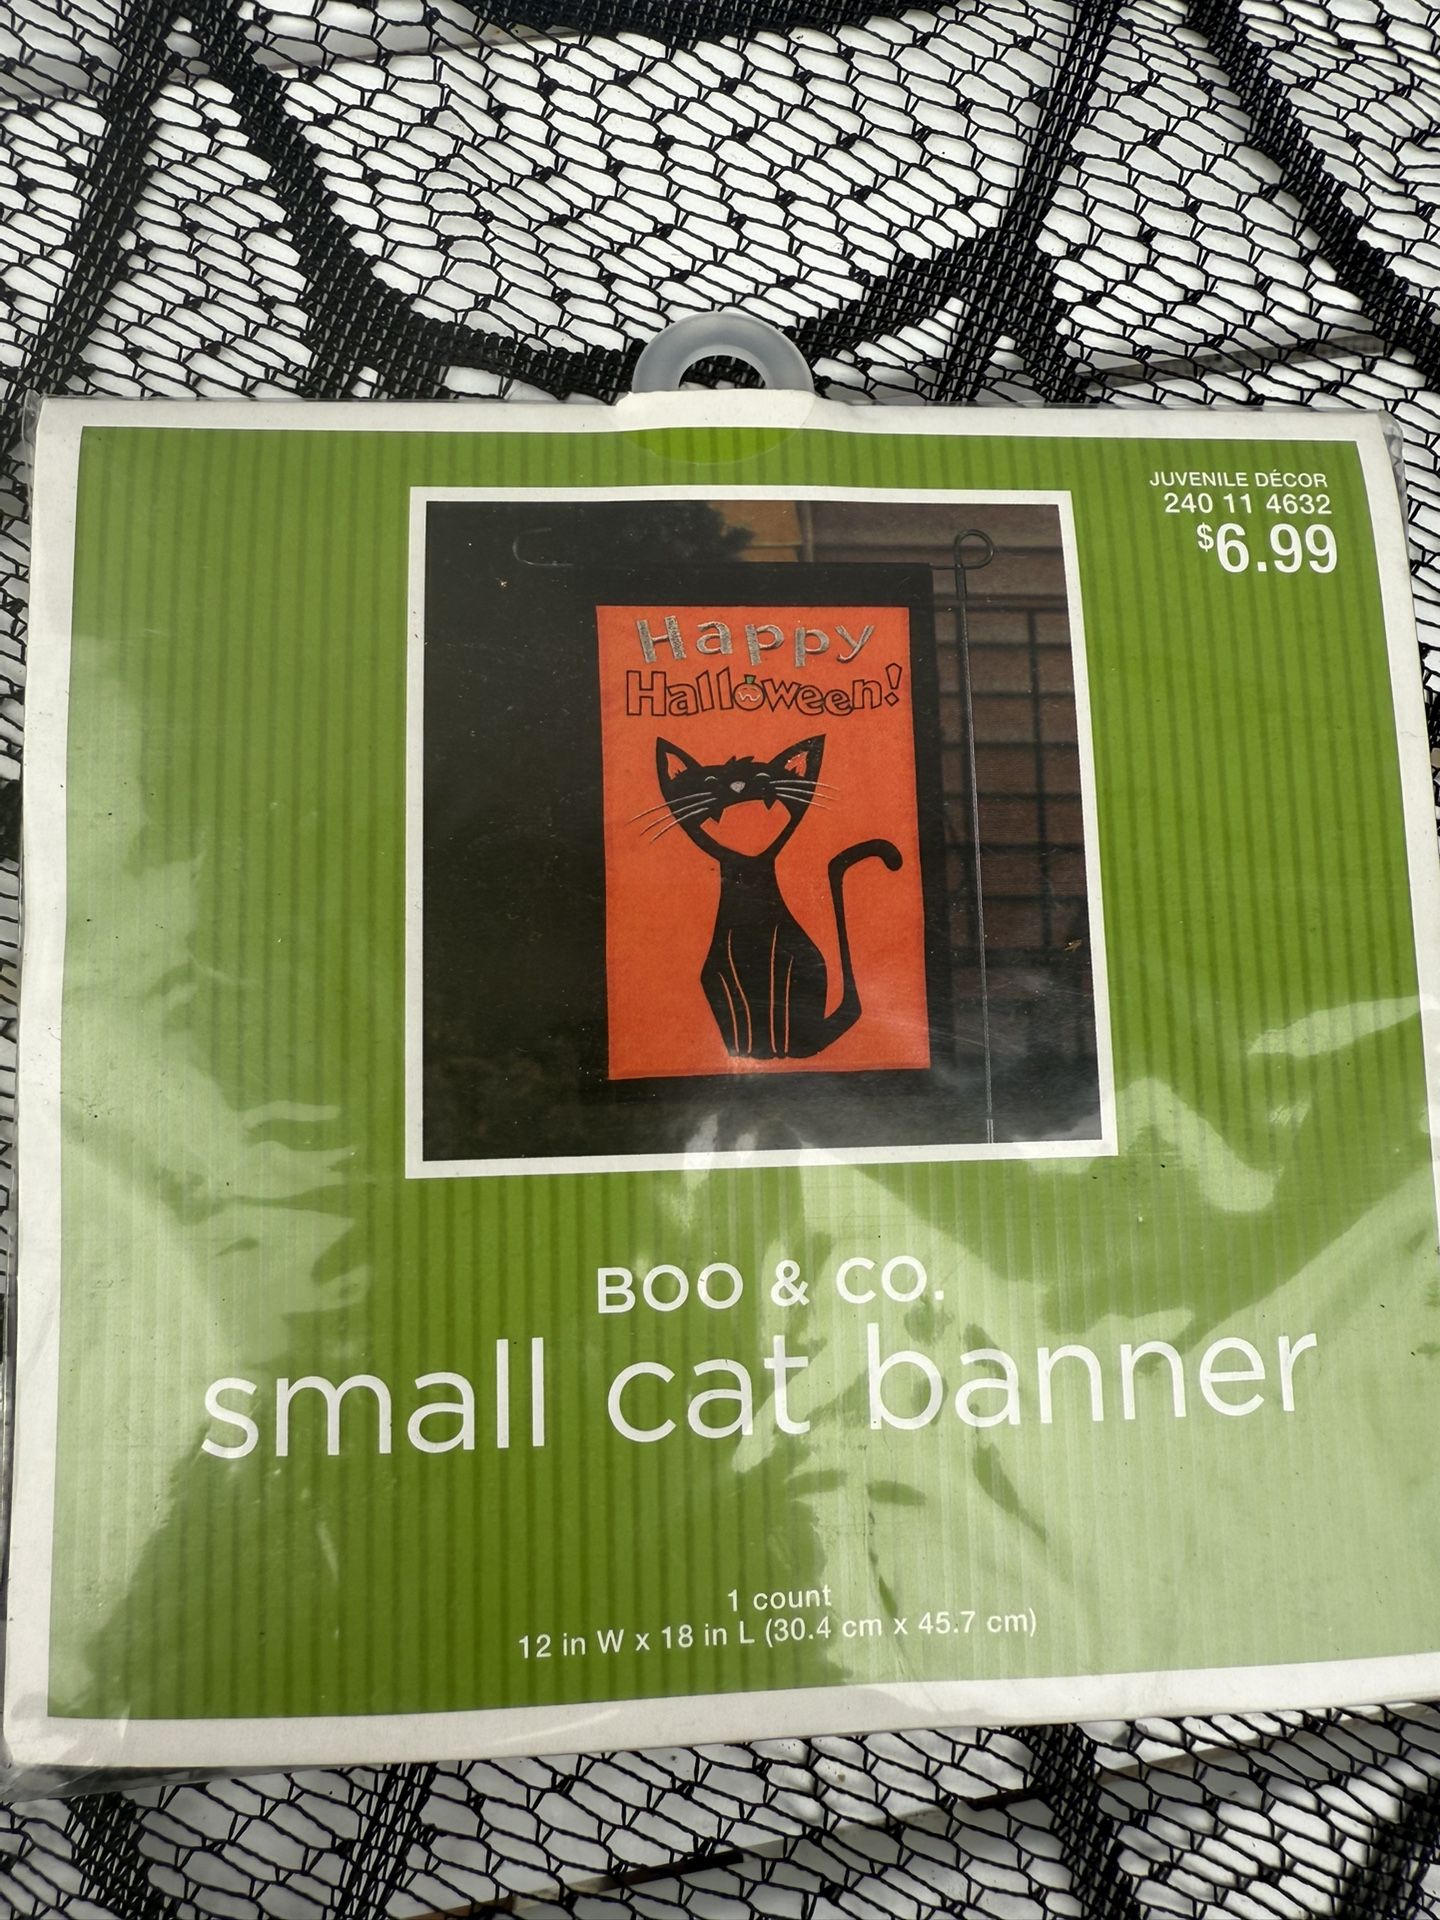 JUVENILE DÉCOR
240 11 4632
$6.99
Happy
Halloween!
BOO & CO.
small cat banner
1 count
12 in W x 18 in L (30.4 cm x 45.7 cm)